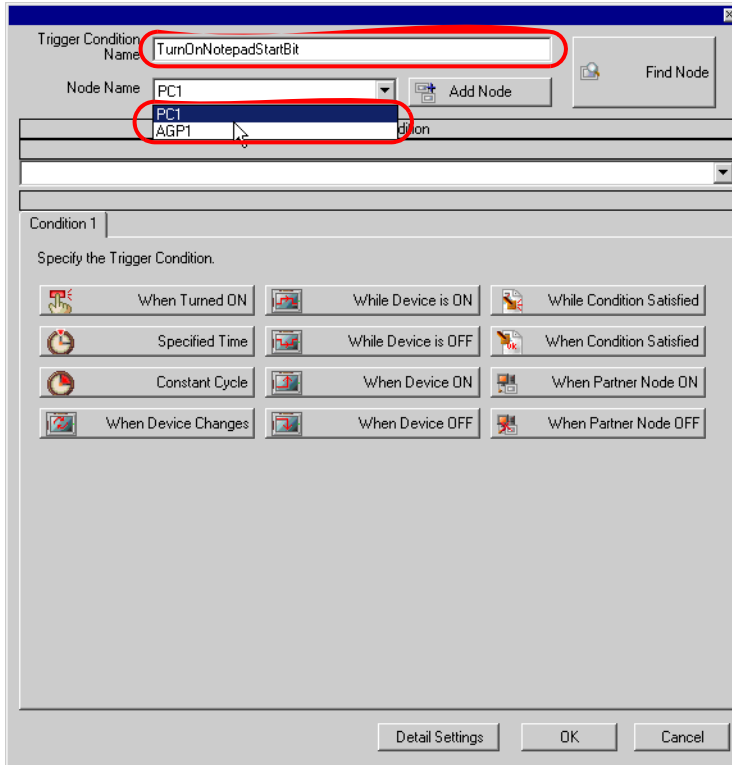 Trigger Condition
Name
TurnOnNotepadStartBit
Find Node
Node Name
PC1
Add Node
PC1
AGP1
dition
Condition 1
Specify the Trigger Condition.
When Turned ON
While Device is ON
While Condition Satisfied
Specified Time
While Device is OFF
When Condition Satisfied
Constant Cycle
When Device ON
When Partner Node ON
When Device Changes
When Device OFF
When Partner Node OFF
Detail Settings
OK
Cancel